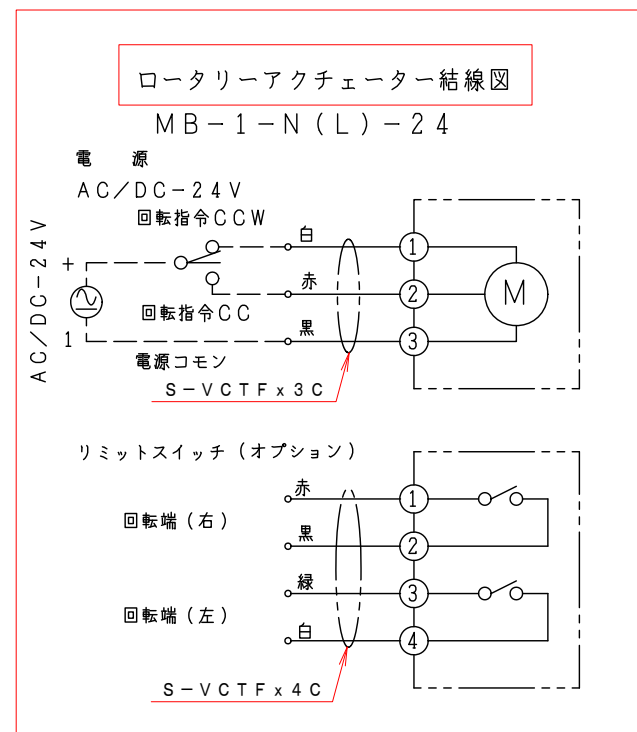 ロータリーアクチェーター結線図
MB-1-N(L)-24
電 源
AC/DC-24V
回転指令CCW
白
1
赤
2
M
回転指令CC
黒
3
電源コモン
AC/DC-24V
+
1
S-VCTFx3C
リミットスイッチ(オプション)
赤
1
回転端(右)
黒
2
緑
3
回転端(左)
白
4
S-VCTFx4C